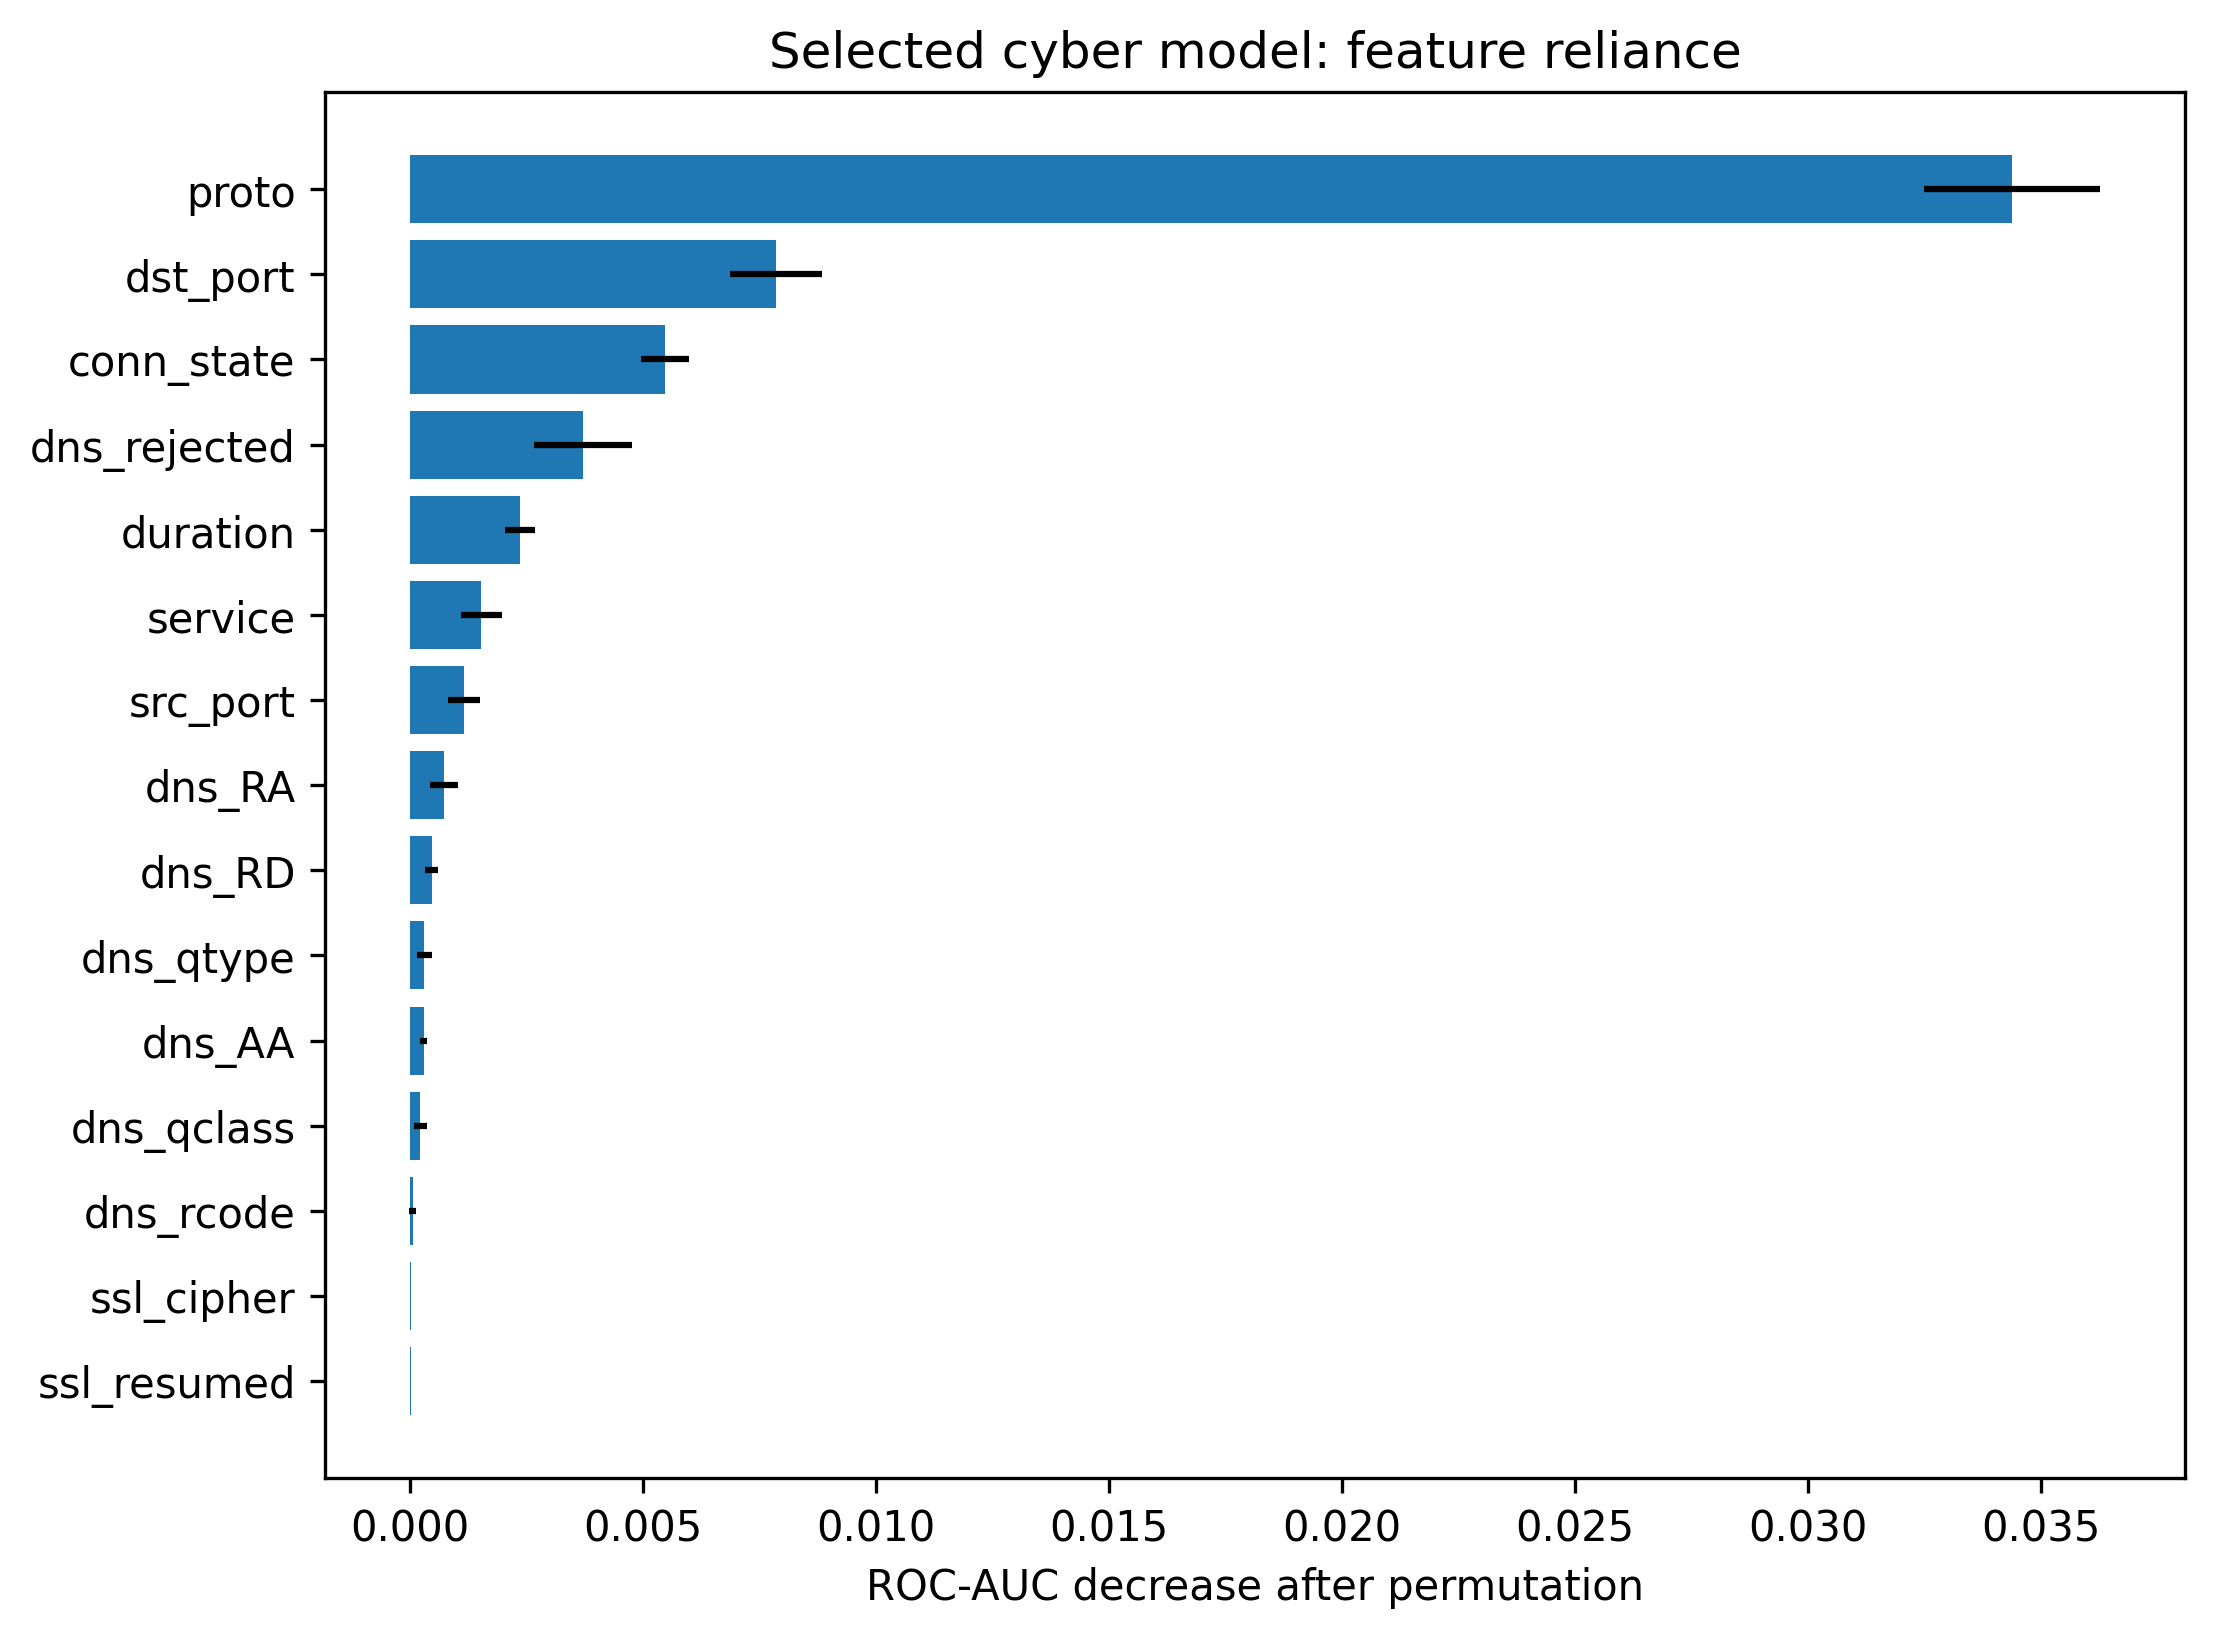 Selected cyber model: feature reliance
proto
dst_port
conn_state
dns_rejected
duration
service
src_port
dns_RA
dns_RD
dns_qtype
dns_AA
dns_qclass
dns_rcode
ssl_cipher
ssl_resumed
0.000 0.005 0.010 0.015 0.020 0.025 0.030 0.035
ROC-AUC decrease after permutation